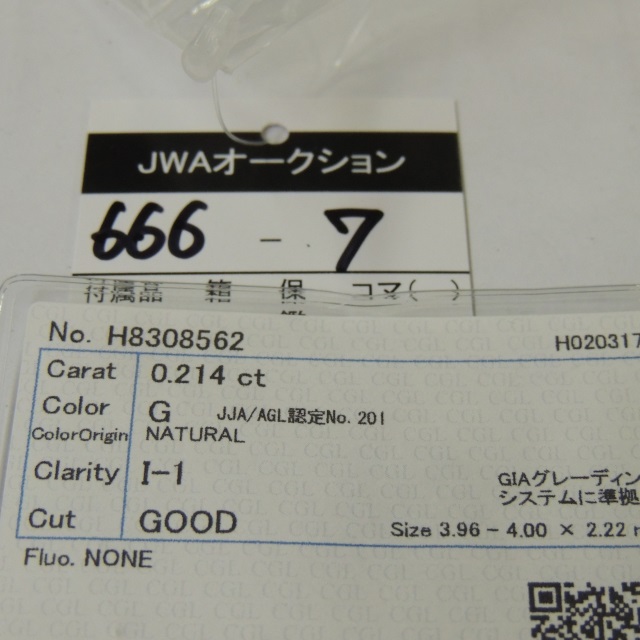 JWAオークション
666 - 7
付属品 箱 保 コマ( )
No. H8308562 H020317
Carat 0.214 ct
Color G JJA/AGL認定No. 201
ColorOrigin NATURAL
Clarity I-1 GIAグレーディン
システムに準拠
Cut GOOD Size 3.96 - 4.00 × 2.22
Fluo. NONE